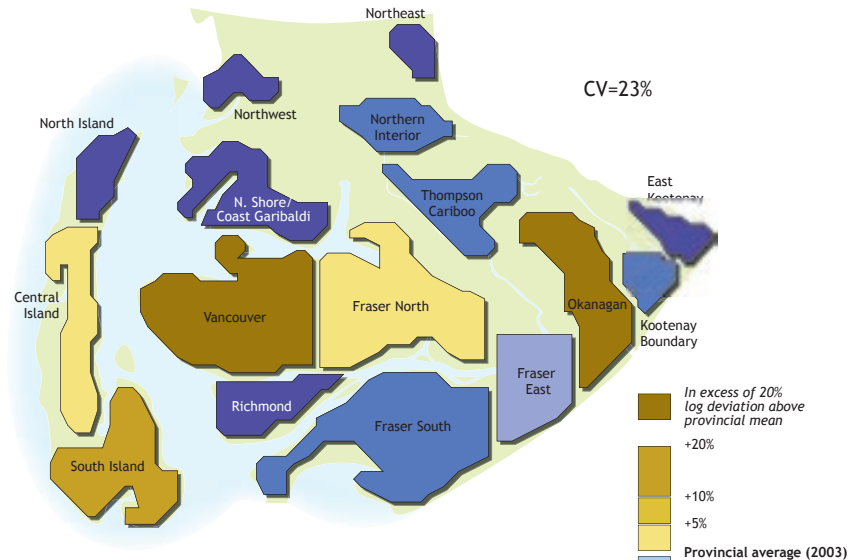 Northeast
CV=23%
Northwest
North Island
Northern
Interior
East
Kootenay
Thompson
Cariboo
N. Shore/
Coast Garibaldi
Central
Island
Vancouver
Fraser North
Okanagan
Kootenay
Boundary
Fraser
East
Richmond
Fraser South
South Island
In excess of 20%
log deviation above
provincial mean
+20%
+10%
+5%
Provincial average (2003)